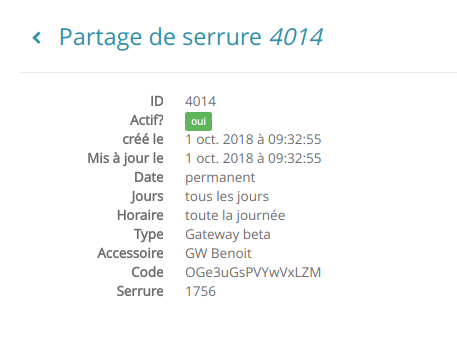 Partage de serrure 4014
ID 4014
Actif? oui
créé le 1 oct. 2018 à 09:32:55
Mis à jour le 1 oct. 2018 à 09:32:55
Date permanent
Jours tous les jours
Horaire toute la journée
Type Gateway beta
Accessoire GW Benoit
Code OGe3uGsPVYwVxLZM
Serrure 1756